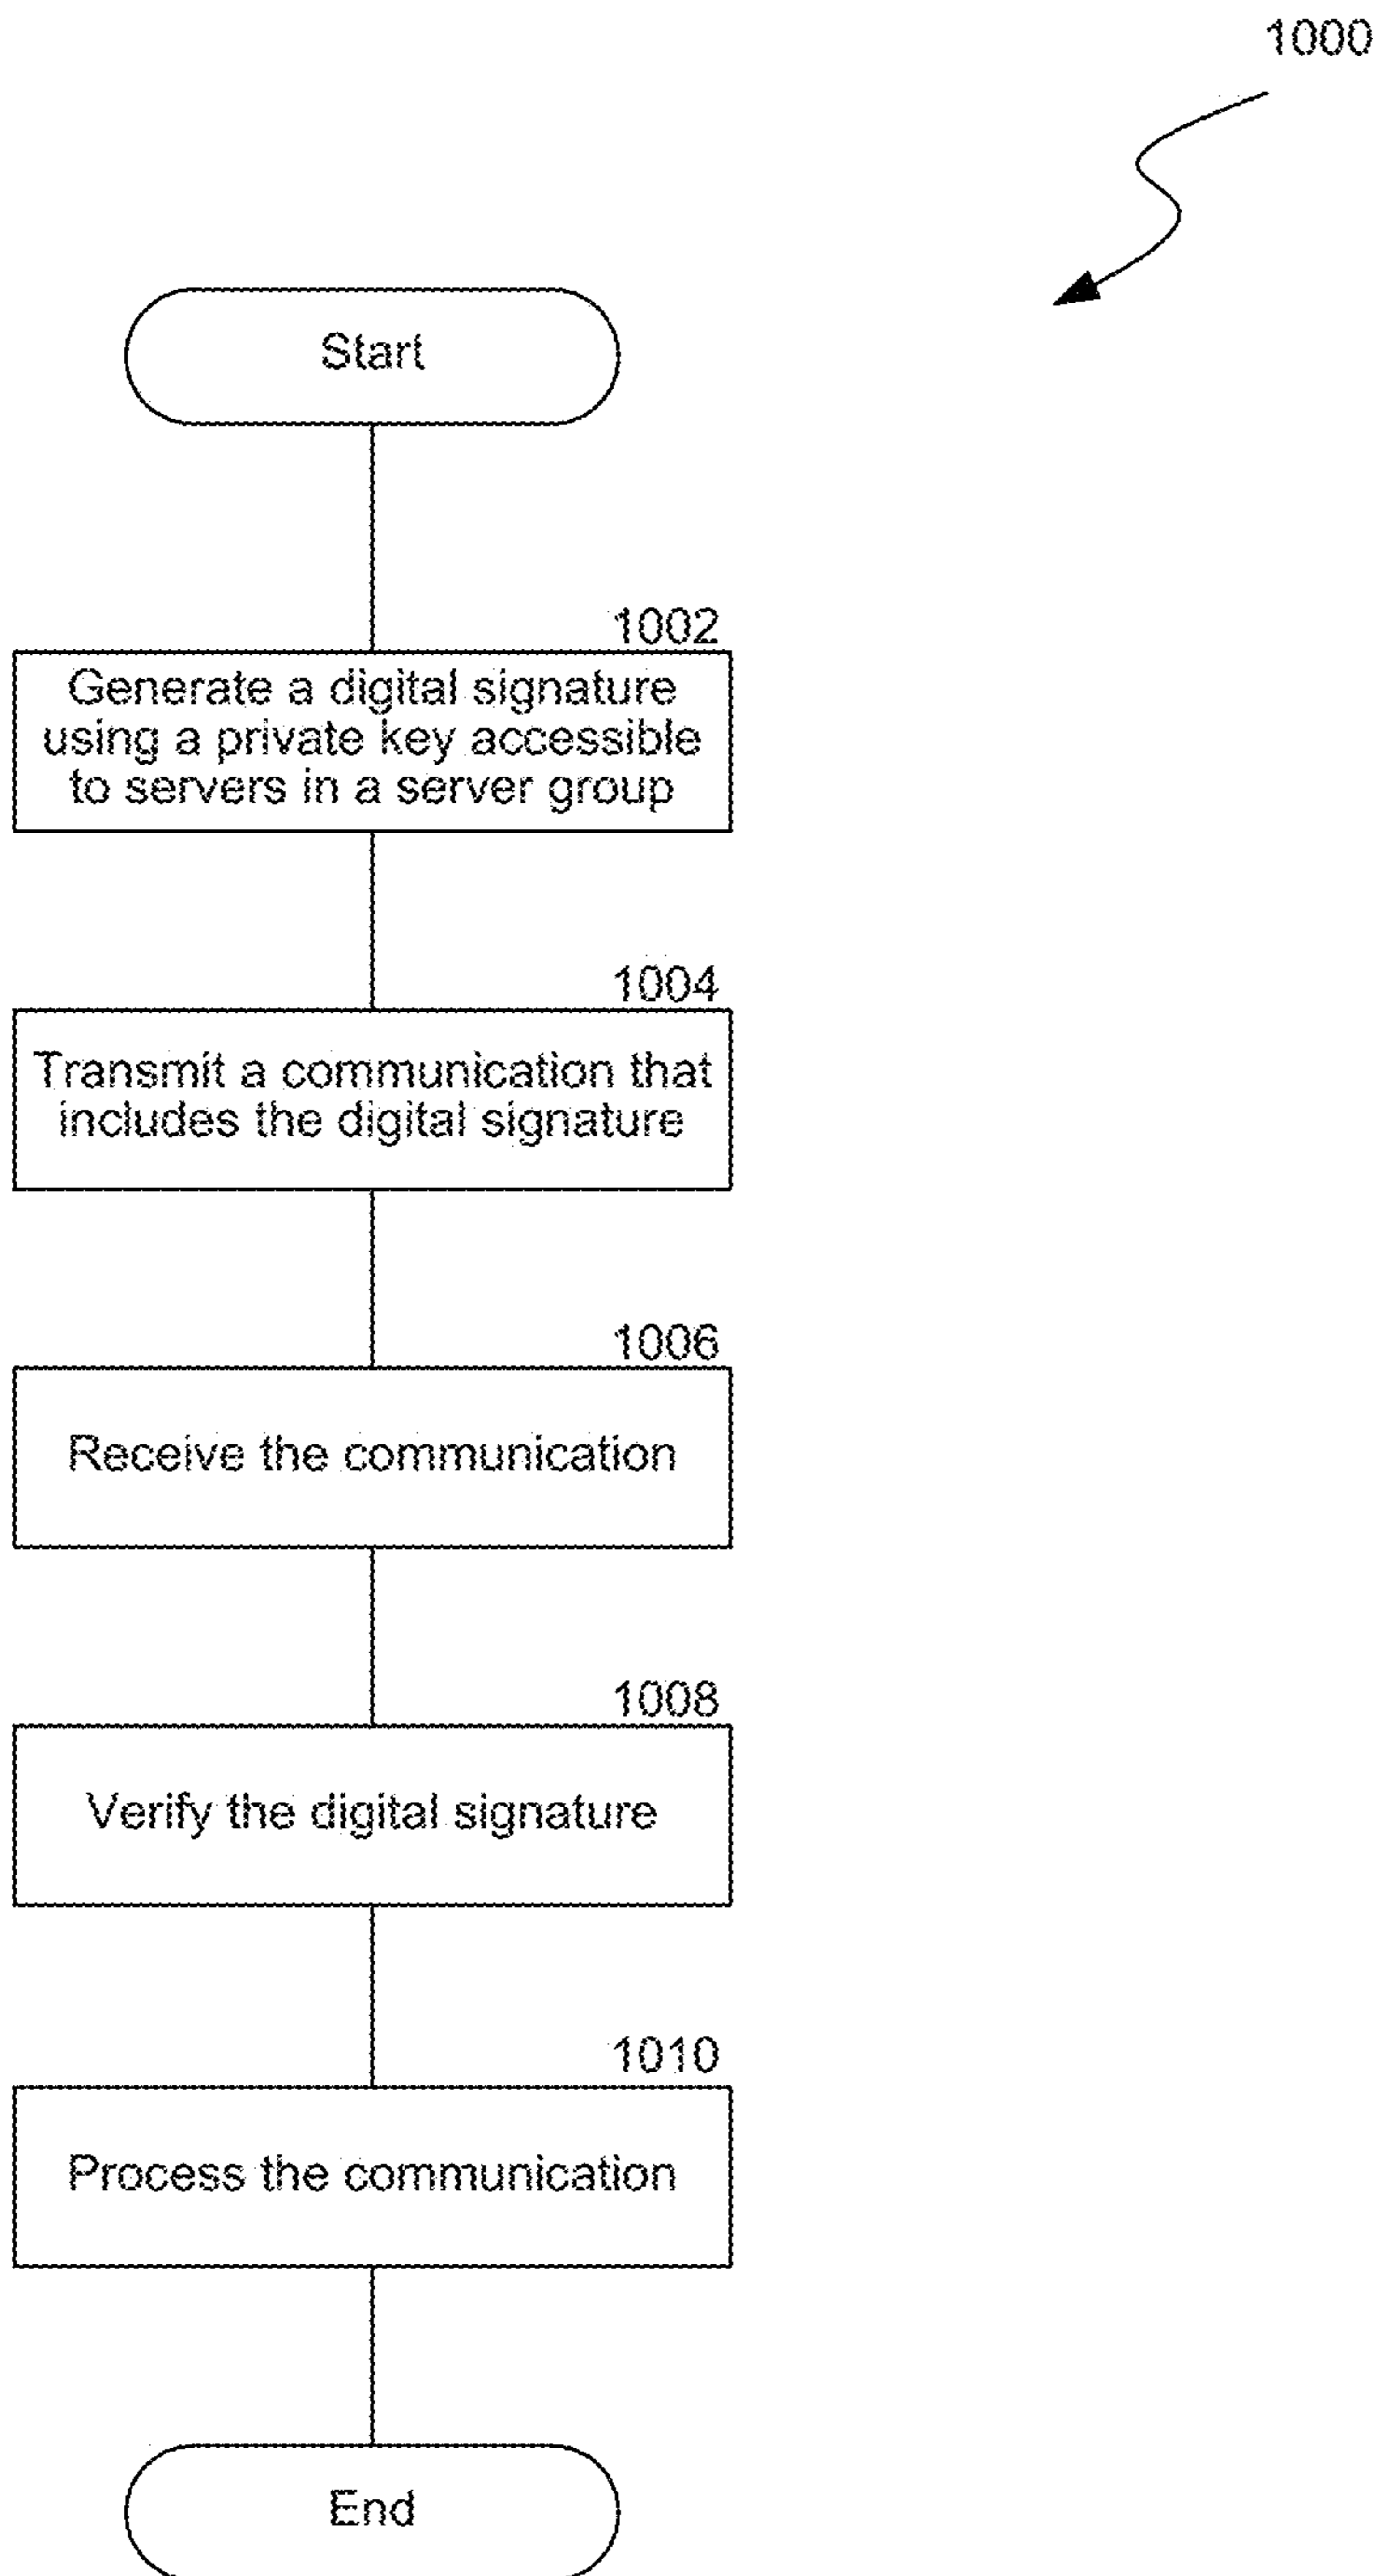 1000
Start
1002
Generate a digital signature
using a private key accessible
to servers in a server group
1004
Transmit a communication that
includes the digital signature
1006
Receive the communication
1008
Verify the digital signature
1010
Process the communication
End